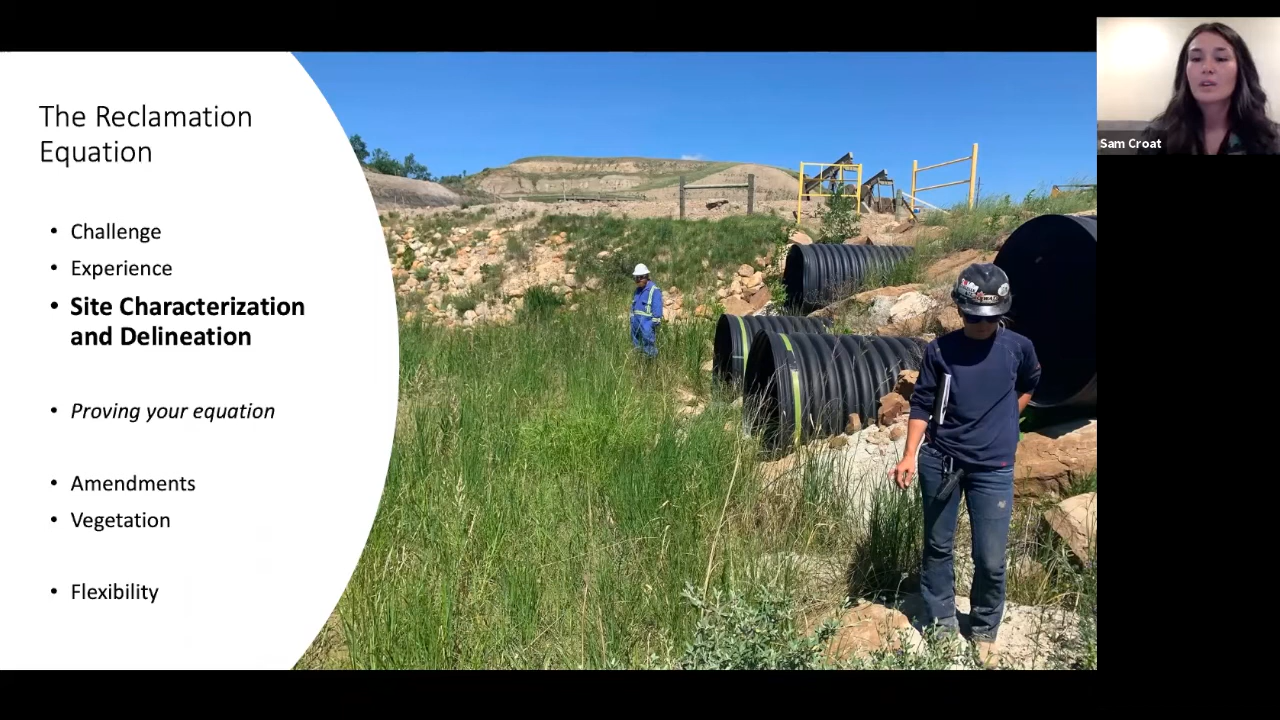 The Reclamation
Equation
• Challenge
• Experience
• Site Characterization
and Delineation
• Proving your equation
• Amendments
• Vegetation
• Flexibility
Sam Croat